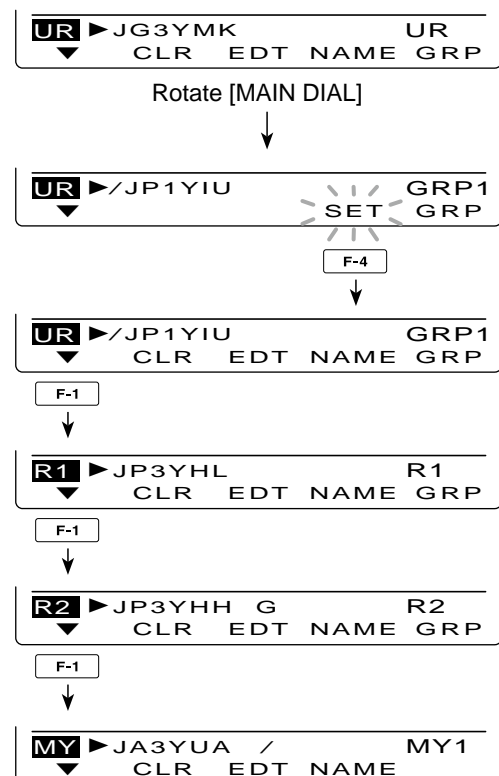 UR ►JG3YMK UR
▼ CLR EDT NAME GRP
Rotate [MAIN DIAL]
UR ►/JP1YIU GRP1
▼ SET GRP
F-4
UR ►/JP1YIU GRP1
▼ CLR EDT NAME GRP
F-1
R1 ►JP3YHL R1
▼ CLR EDT NAME GRP
F-1
R2 ►JP3YHH G R2
▼ CLR EDT NAME GRP
F-1
MY ►JA3YUA / MY1
▼ CLR EDT NAME